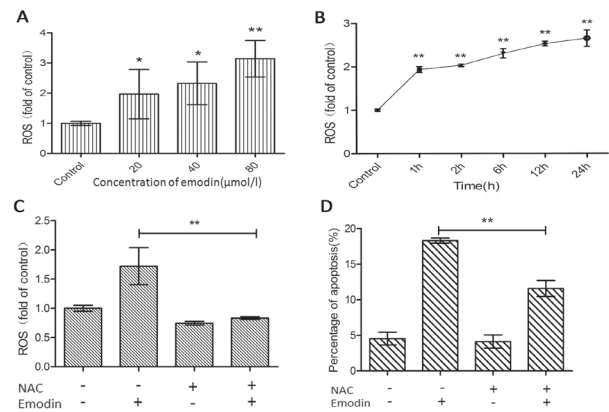 A
ROS (fold of control)
5
4
3
2
1
0
* * **
Control 20 40 80
Concentration of emodin(μmol/l)
B
ROS (fold of control)
3
2
1
0
** ** ** ** **
Control 1h 2h 6h 12h 24h
Time(h)
C
ROS (fold of control)
2.5
2.0
1.5
1.0
0.5
0.0
**
NAC - - + +
Emodin - + - +
D
Percentage of apoptosis(%)
20
15
10
5
0
**
- - + +
- + - +